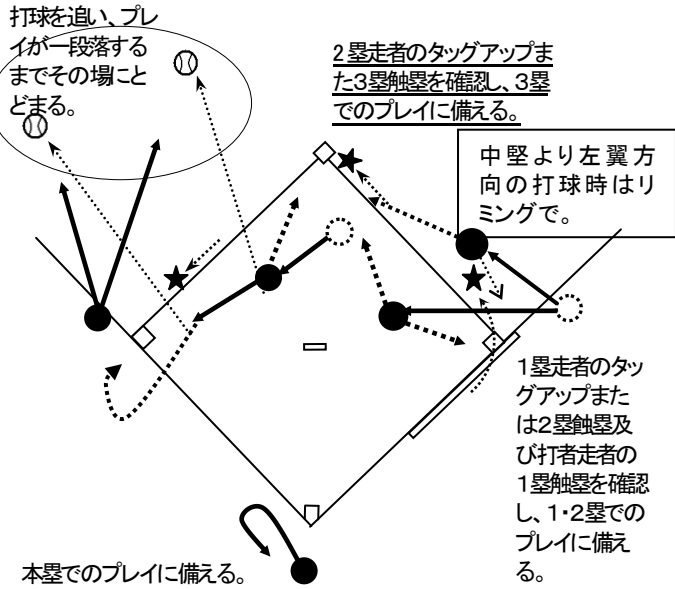 打球を追い、プレ
イが一段落する
までその場にと
どまる。
2塁走者のタッグアップま
た3塁触塁を確認し、3塁
でのプレイに備える。
中堅より左翼方
向の打球時はリ
ミングで。
1塁走者のタッ
グアップまた
は2塁蝕塁及
び打者走者の
1塁触塁を確認
し、1・2塁での
プレイに備え
る。
本塁でのプレイに備える。